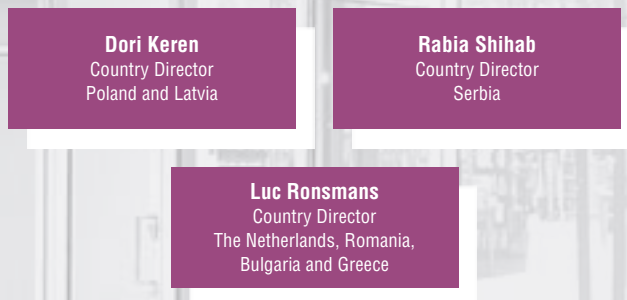 Dori Keren
Country Director
Poland and Latvia
Rabia Shihab
Country Director
Serbia
Luc Ronsmans
Country Director
The Netherlands, Romania,
Bulgaria and Greece